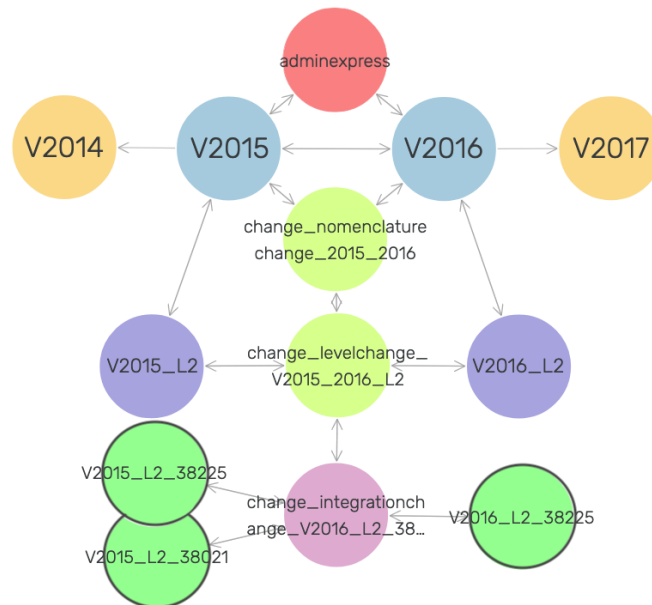 adminexpress
V2014
V2015
V2016
V2017
change_nomenclature
change_2015_2016
V2015_L2
change_levelchange_
V2015_2016_L2
V2016_L2
V2015_L2_38225
change_integrationch
ange_V2016_L2_38…
V2016_L2_38225
V2015_L2_38021